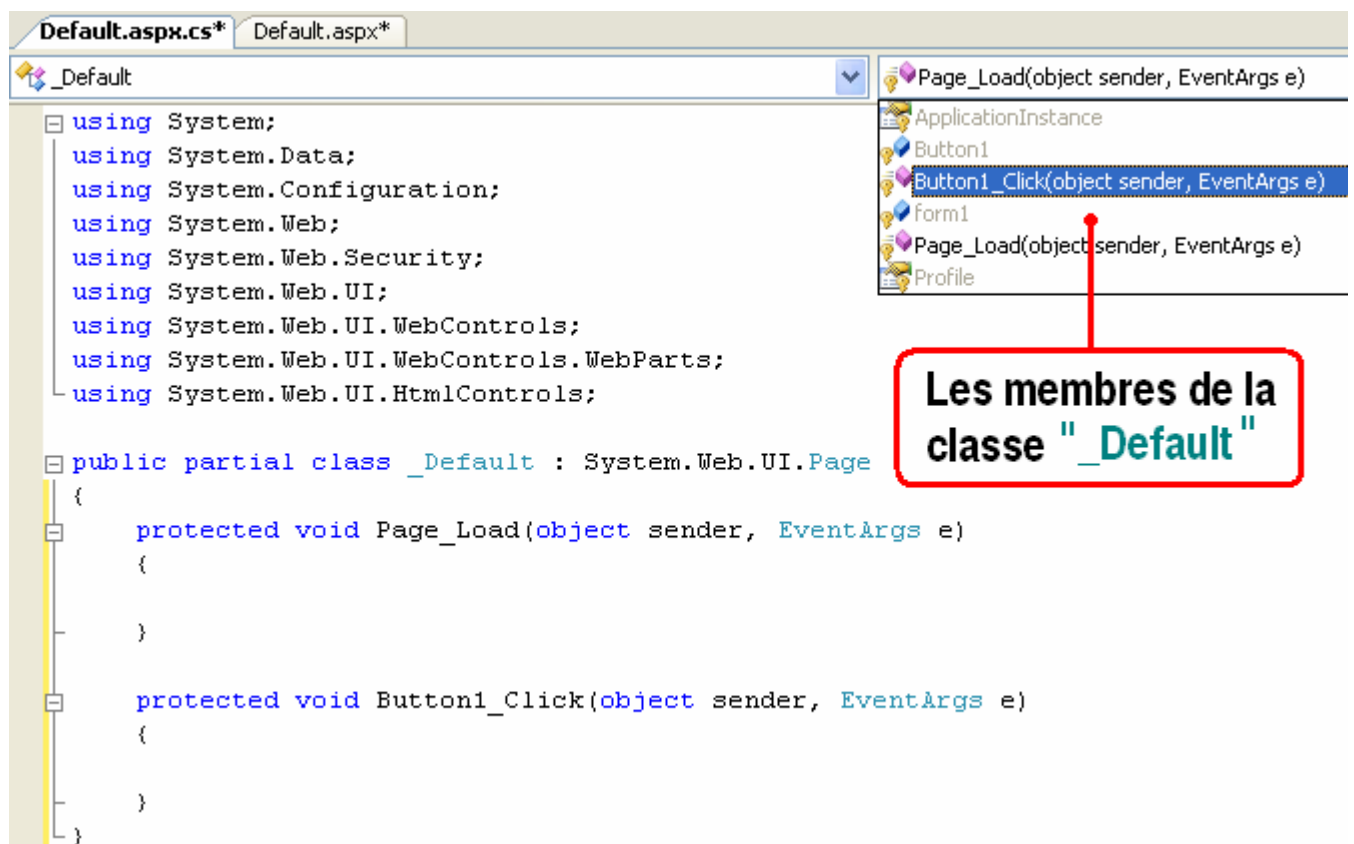 Default.aspx.cs* Default.aspx*
_Default Page_Load(object sender, EventArgs e)
ApplicationInstance
Button1
Button1_Click(object sender, EventArgs e)
form1
Page_Load(object sender, EventArgs e)
Profile
using System;
using System.Data;
using System.Configuration;
using System.Web;
using System.Web.Security;
using System.Web.UI;
using System.Web.UI.WebControls;
using System.Web.UI.WebControls.WebParts;
using System.Web.UI.HtmlControls;
Les membres de la
classe "_Default"
public partial class _Default : System.Web.UI.Page
{
protected void Page_Load(object sender, EventArgs e)
{
}
protected void Button1_Click(object sender, EventArgs e)
{
}
}